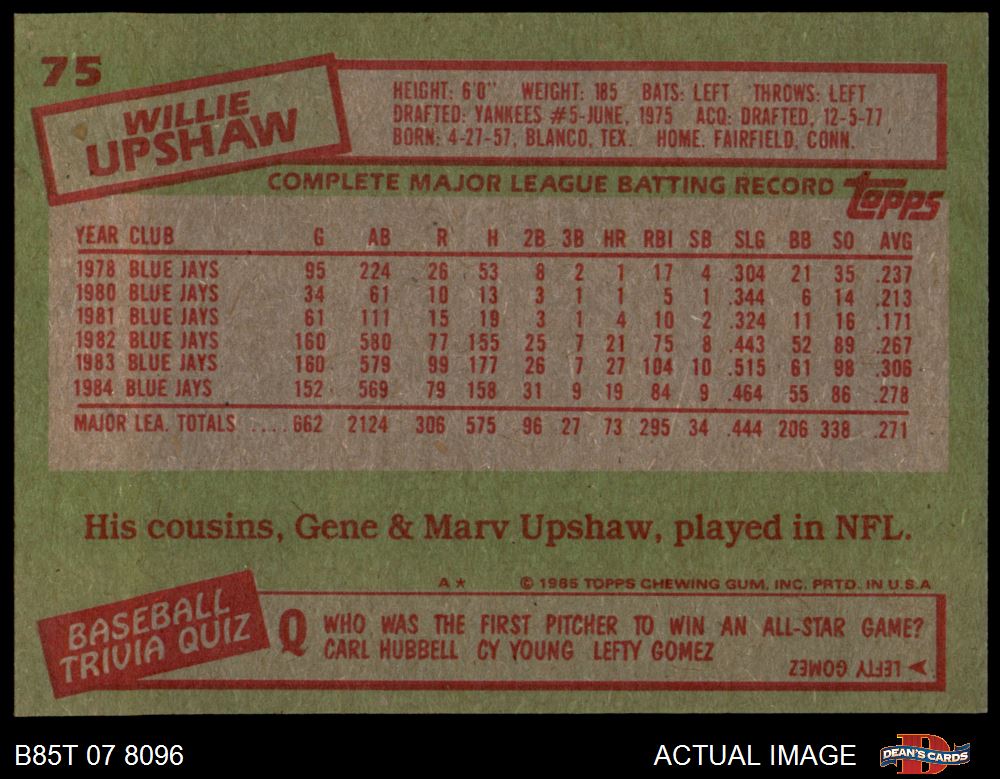 75
WILLIE
UPSHAW
HEIGHT: 6'0" WEIGHT: 185 BATS: LEFT THROWS: LEFT
DRAFTED: YANKEES #5-JUNE, 1975 ACQ: DRAFTED, 12-5-77
BORN: 4-27-57, BLANCO, TEX. HOME: FAIRFIELD, CONN.
COMPLETE MAJOR LEAGUE BATTING RECORD topps
YEAR CLUB G AB R H 2B 3B HR RBI SB SLG BB SO AVG
1978 BLUE JAYS 95 224 26 53 8 2 1 17 4 .304 21 35 .237
1980 BLUE JAYS 34 61 10 13 3 1 1 5 1 .344 6 14 .213
1981 BLUE JAYS 61 111 15 19 3 1 4 10 2 .324 11 16 .171
1982 BLUE JAYS 160 580 77 155 25 7 21 75 8 .443 52 89 .267
1983 BLUE JAYS 160 579 99 177 26 7 27 104 10 .515 61 98 .306
1984 BLUE JAYS 152 569 79 158 31 9 19 84 9 .464 55 86 .278
MAJOR LEA. TOTALS ....662 2124 306 575 96 27 73 295 34 .444 206 338 .271
His cousins, Gene & Marv Upshaw, played in NFL.
A* © 1985 TOPPS CHEWING GUM, INC. PRTD. IN U.S.A
BASEBALL
TRIVIA QUIZ
Q WHO WAS THE FIRST PITCHER TO WIN AN ALL-STAR GAME?
CARL HUBBELL CY YOUNG LEFTY GOMEZ
LEFTY GOMEZ
B85T 07 8096
ACTUAL IMAGE
DEAN'S CARDS